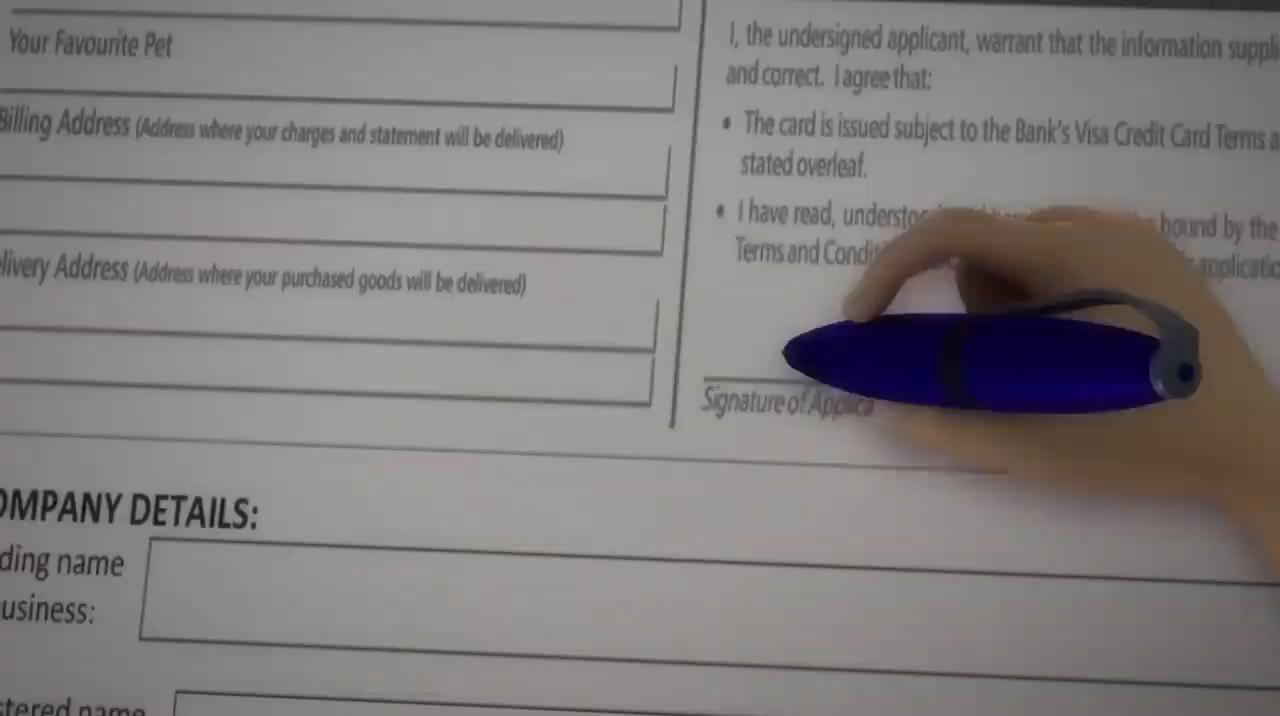 Your Favourite Pet
Billing Address (Address where your charges and statement will be delivered)
livery Address (Address where your purchased goods will be delivered)
I, the undersigned applicant, warrant that the information suppli
and correct. I agree that:
• The card is issued subject to the Bank's Visa Credit Card Terms a
stated overleaf.
• I have read, understoo bound by the
Terms and Condit applicatio
Signature of Applica
OMPANY DETAILS:
ding name
usiness:
stered name